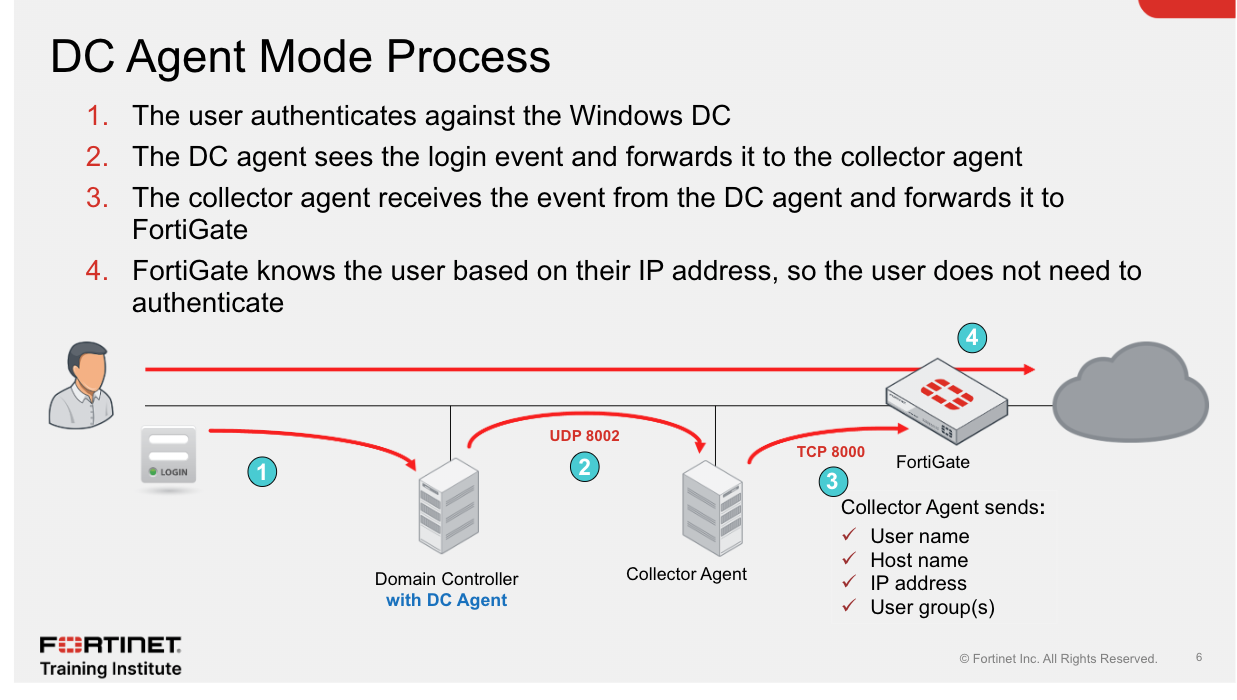 DC Agent Mode Process
1. The user authenticates against the Windows DC
2. The DC agent sees the login event and forwards it to the collector agent
3. The collector agent receives the event from the DC agent and forwards it to
FortiGate
4. FortiGate knows the user based on their IP address, so the user does not need to
authenticate
4
UDP 8002
TCP 8000
FortiGate
LOGIN
1
2
3
Collector Agent sends:
✓ User name
✓ Host name
✓ IP address
✓ User group(s)
Domain Controller
with DC Agent
Collector Agent
FORTINET
Training Institute
© Fortinet Inc. All Rights Reserved.
6